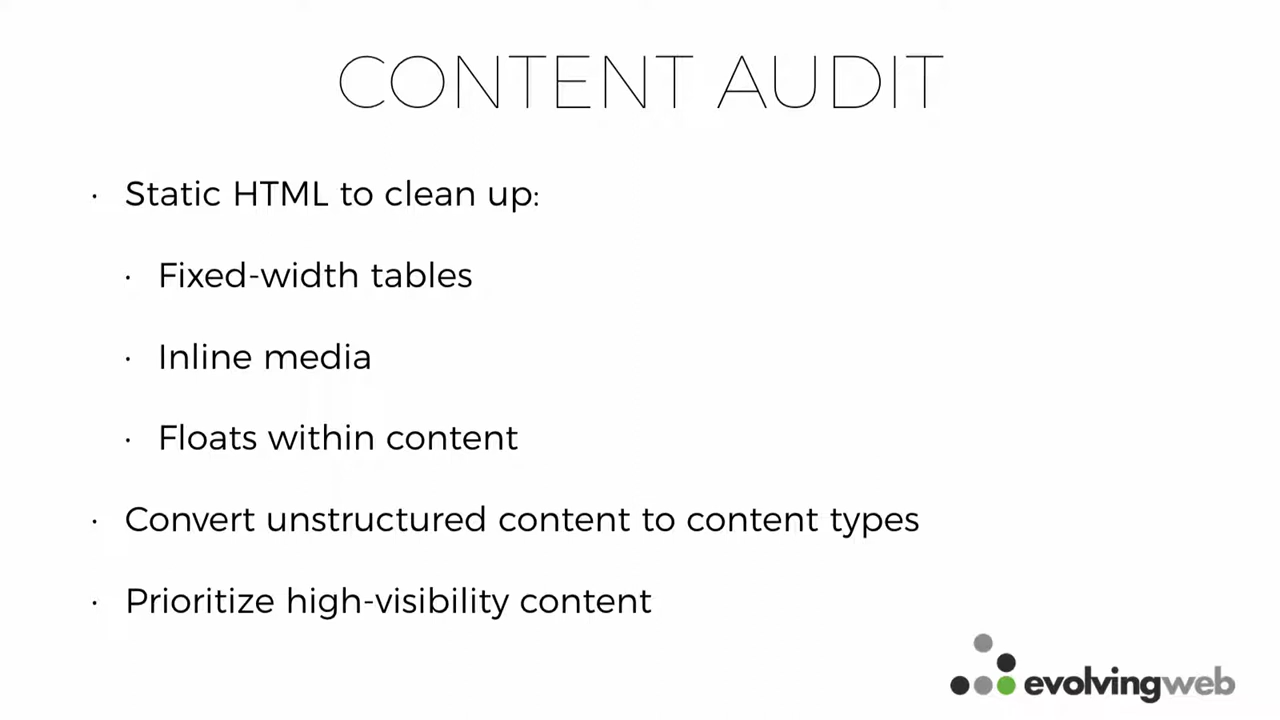 CONTENT AUDIT
· Static HTML to clean up:
· Fixed-width tables
· Inline media
· Floats within content
· Convert unstructured content to content types
· Prioritize high-visibility content
evolvingweb